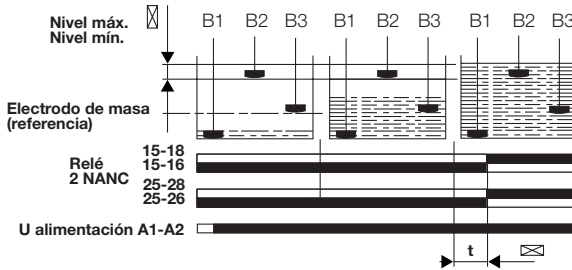 Nivel máx.
Nivel mín.
B1 B2 B3 B1 B2 B3 B1 B2 B3
Electrodo de masa
(referencia)
Relé
2 NANC
15-18
15-16
25-28
25-26
U alimentación A1-A2
t